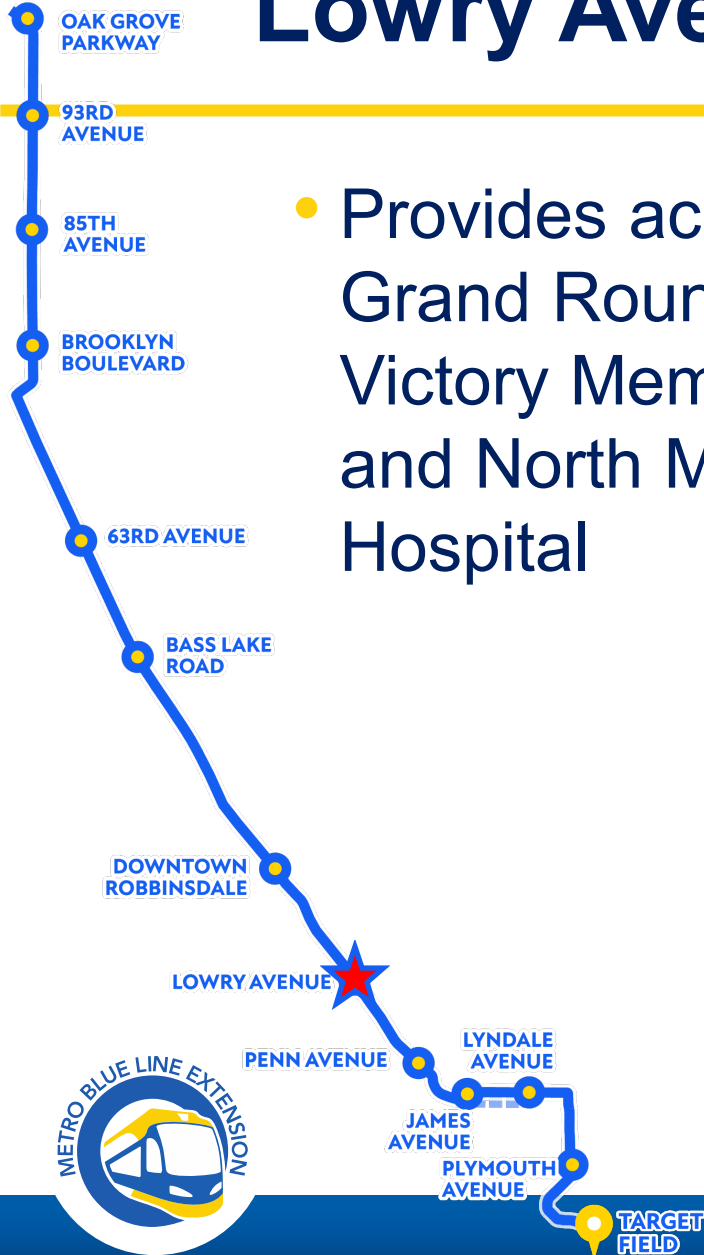 Lowry Ave
Provides ac
Grand Roun
Victory Mem
and North M
Hospital
OAK GROVE
PARKWAY
93RD
AVENUE
85TH
AVENUE
BROOKLYN
BOULEVARD
63RD AVENUE
BASS LAKE
ROAD
DOWNTOWN
ROBBINSDALE
LOWRY AVENUE
PENN AVENUE
LYNDALE
AVENUE
JAMES
AVENUE
PLYMOUTH
AVENUE
TARGET
FIELD
METRO BLUE LINE EXTENSION